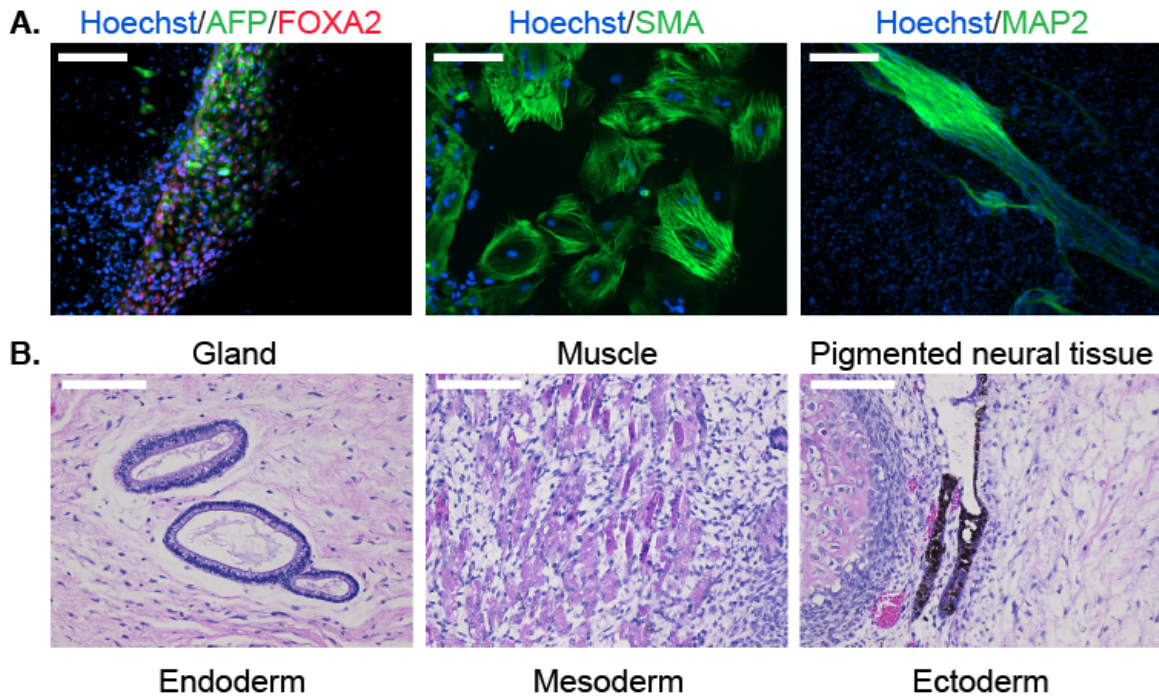 A. Hoechst/AFP/FOXA2 Hoechst/SMA Hoechst/MAP2
B. Gland Muscle Pigmented neural tissue
Endoderm Mesoderm Ectoderm